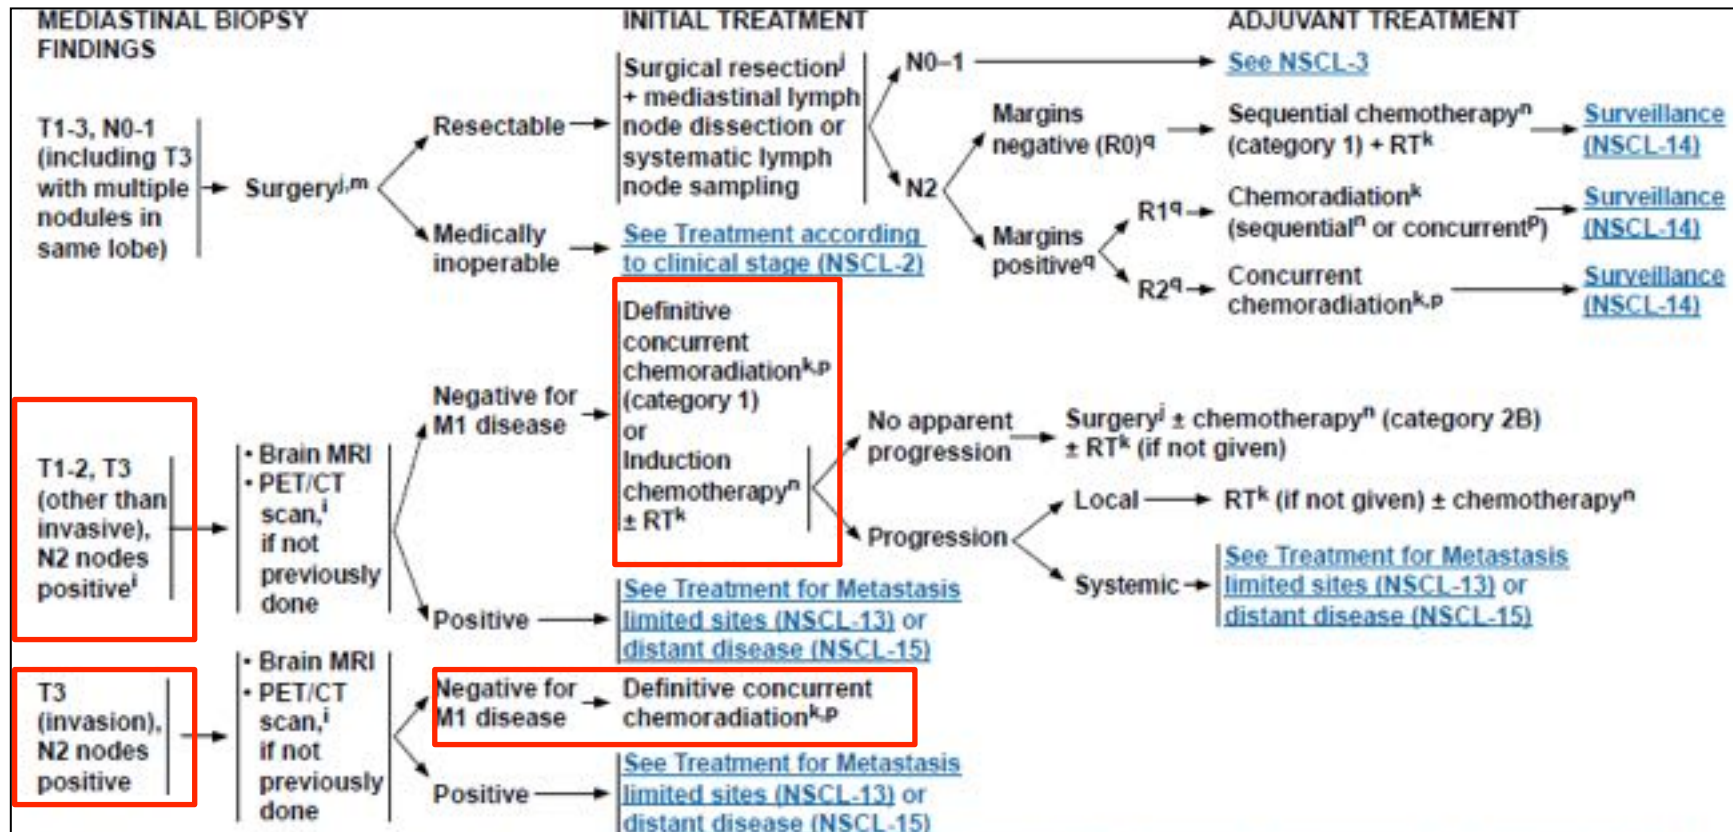 MEDIASTINAL BIOPSY
FINDINGS
INITIAL TREATMENT
ADJUVANT TREATMENT
T1-3, N0-1
(including T3
with multiple
nodules in
same lobe)
Surgery^j,m
Resectable
Surgical resection^j
+ mediastinal lymph
node dissection or
systematic lymph
node sampling
N0–1
See NSCL-3
N2
Margins
negative (R0)^q
Sequential chemotherapy^n
(category 1) + RT^k
Surveillance
(NSCL-14)
Margins
positive^q
R1^q
Chemoradiation^k
(sequential^n or concurrent^p)
Surveillance
(NSCL-14)
R2^q
Concurrent
chemoradiation^k,p
Surveillance
(NSCL-14)
Medically
inoperable
See Treatment according
to clinical stage (NSCL-2)
T1-2, T3
(other than
invasive),
N2 nodes
positive^i
• Brain MRI
• PET/CT
scan,^i
if not
previously
done
Negative for
M1 disease
Definitive
concurrent
chemoradiation^k,p
(category 1)
or
Induction
chemotherapy^n
± RT^k
No apparent
progression
Surgery^j ± chemotherapy^n (category 2B)
± RT^k (if not given)
Progression
Local
RT^k (if not given) ± chemotherapy^n
Systemic
See Treatment for Metastasis
limited sites (NSCL-13) or
distant disease (NSCL-15)
Positive
See Treatment for Metastasis
limited sites (NSCL-13) or
distant disease (NSCL-15)
T3
(invasion),
N2 nodes
positive
• Brain MRI
• PET/CT
scan,^i
if not
previously
done
Negative for
M1 disease
Definitive concurrent
chemoradiation^k,p
Positive
See Treatment for Metastasis
limited sites (NSCL-13) or
distant disease (NSCL-15)